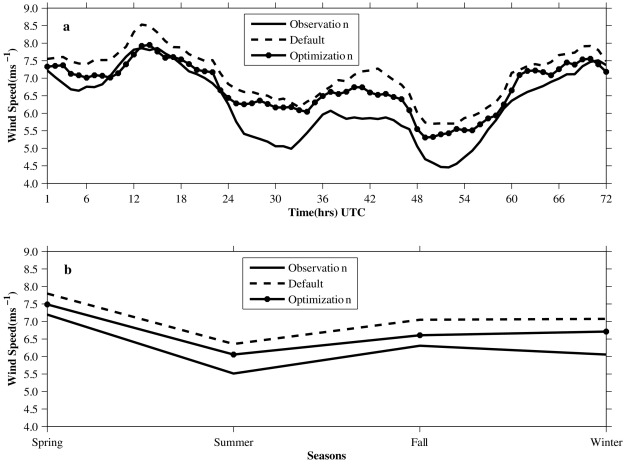 a
Observatio n
Default
Optimizatio n
Wind Speed(ms⁻¹)
9.0
8.5
8.0
7.5
7.0
6.5
6.0
5.5
5.0
4.5
4.0
1 6 12 18 24 30 36 42 48 54 60 66 72
Time(hrs) UTC
b
Observatio n
Default
Optimizatio n
Wind Speed(ms⁻¹)
9.0
8.5
8.0
7.5
7.0
6.5
6.0
5.5
5.0
4.5
4.0
Spring Summer Fall Winter
Seasons